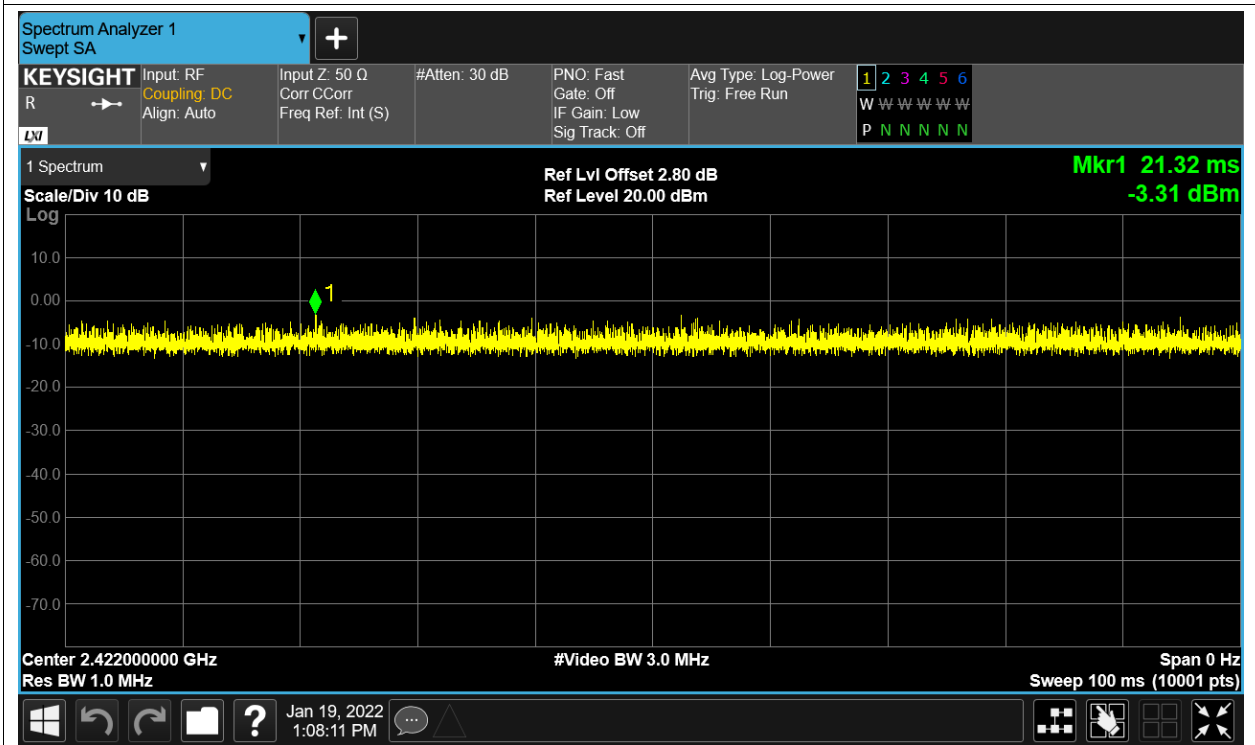 Spectrum Analyzer 1
Swept SA
KEYSIGHT
R
LXI
Input: RF
Coupling: DC
Align: Auto
Input Z: 50 Ω
Corr CCorr
Freq Ref: Int (S)
#Atten: 30 dB
PNO: Fast
Gate: Off
IF Gain: Low
Sig Track: Off
Avg Type: Log-Power
Trig: Free Run
1 2 3 4 5 6
W W W W W W
P N N N N N
1 Spectrum
Scale/Div 10 dB
Log
Ref Lvl Offset 2.80 dB
Ref Level 20.00 dBm
Mkr1 21.32 ms
-3.31 dBm
10.0
0.00
1
-10.0
-20.0
-30.0
-40.0
-50.0
-60.0
-70.0
Center 2.422000000 GHz
#Video BW 3.0 MHz
Span 0 Hz
Res BW 1.0 MHz
Sweep 100 ms (10001 pts)
?
Jan 19, 2022
1:08:11 PM